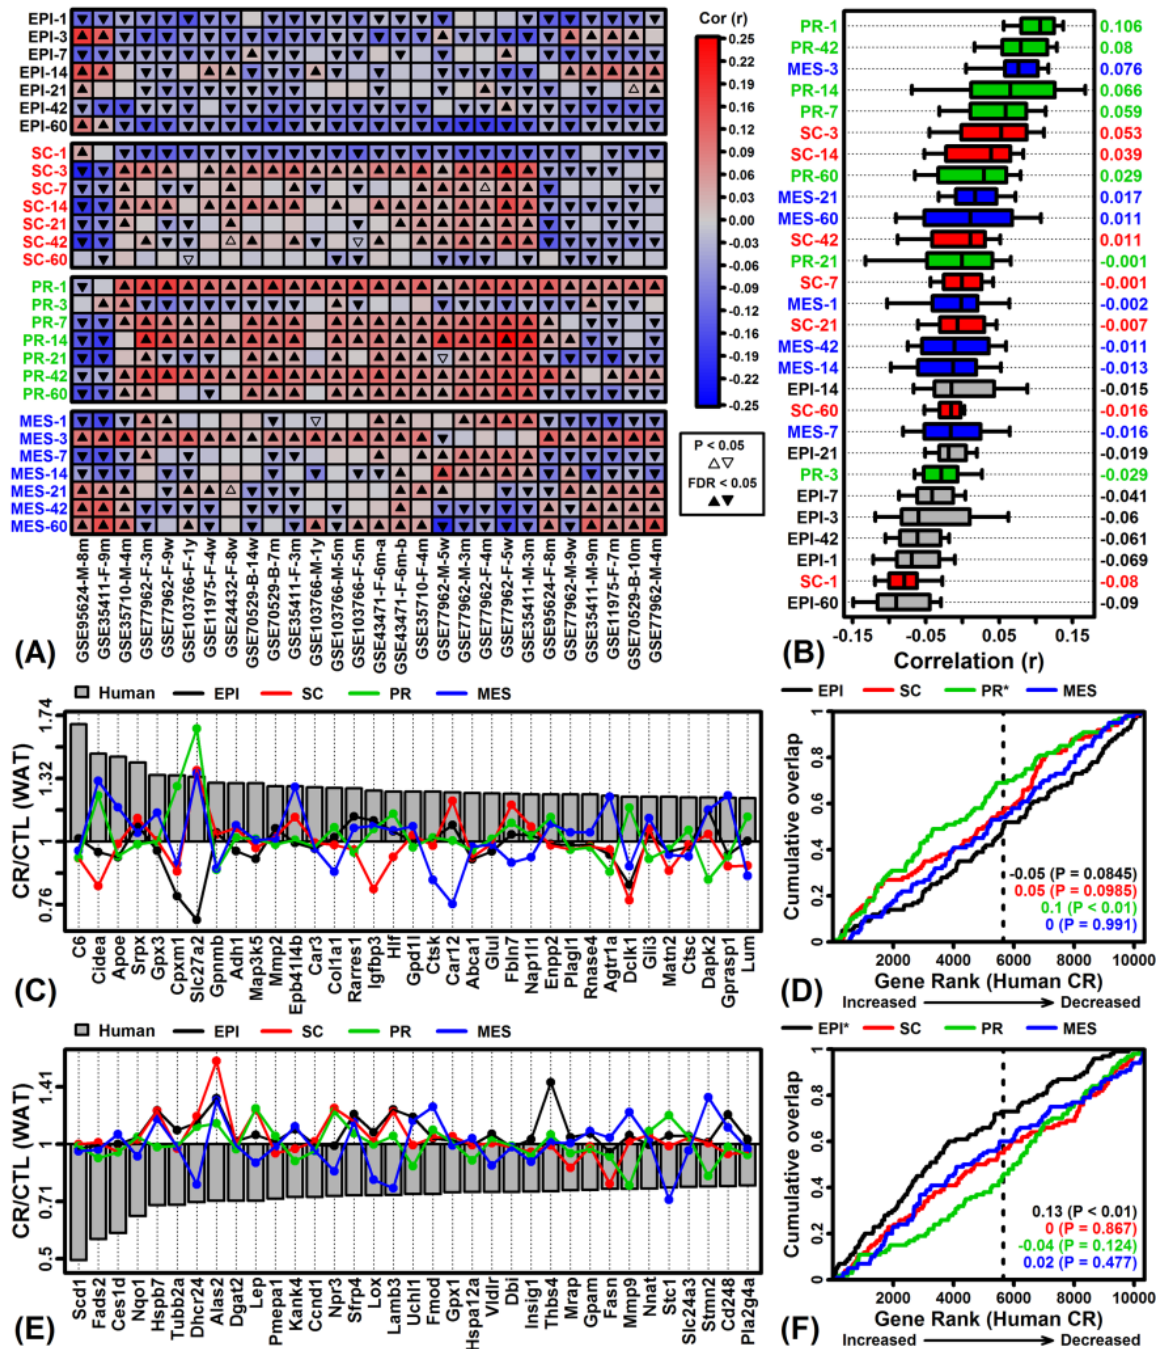 EPI-1
EPI-3
EPI-7
EPI-14
EPI-21
EPI-42
EPI-60
SC-1
SC-3
SC-7
SC-14
SC-21
SC-42
SC-60
PR-1
PR-3
PR-7
PR-14
PR-21
PR-42
PR-60
MES-1
MES-3
MES-7
MES-14
MES-21
MES-42
MES-60
GSE95624-M-8m
GSE35411-F-9m
GSE35710-M-4m
GSE77962-F-3m
GSE77962-F-9w
GSE103766-F-1y
GSE11975-F-4w
GSE24432-F-8w
GSE70529-B-14w
GSE70529-B-7m
GSE35411-F-3m
GSE103766-M-1y
GSE103766-M-5m
GSE103766-F-5m
GSE43471-F-6m-a
GSE43471-F-6m-b
GSE35710-F-4m
GSE77962-M-5w
GSE77962-M-3m
GSE77962-F-4m
GSE77962-F-5w
GSE35411-M-3m
GSE95624-F-8m
GSE77962-M-9w
GSE35411-M-9m
GSE11975-F-7m
GSE70529-B-10m
GSE77962-M-4m
(A)
Cor (r)
0.25
0.22
0.19
0.16
0.12
0.09
0.06
0.03
0.00
-0.03
-0.06
-0.09
-0.12
-0.16
-0.19
-0.22
-0.25
P < 0.05
△▽
FDR < 0.05
▲▼
PR-1 0.106
PR-42 0.08
MES-3 0.076
PR-14 0.066
PR-7 0.059
SC-3 0.053
SC-14 0.039
PR-60 0.029
MES-21 0.017
MES-60 0.011
SC-42 0.011
PR-21 -0.001
SC-7 -0.001
MES-1 -0.002
SC-21 -0.007
MES-42 -0.011
MES-14 -0.013
EPI-14 -0.015
SC-60 -0.016
MES-7 -0.016
EPI-21 -0.019
PR-3 -0.029
EPI-7 -0.041
EPI-3 -0.06
EPI-42 -0.061
EPI-1 -0.069
SC-1 -0.08
EPI-60 -0.09
-0.15 -0.05 0.05 0.15
(B) Correlation (r)
Human EPI SC PR MES
CR/CTL (WAT)
1.74
1.32
1
0.76
C6
Cidea
Apoe
Srpx
Gpx3
Cpxm1
Slc27a2
Gpnmb
Adh1
Map3k5
Mmp2
Epb41l4b
Car3
Col1a1
Rarres1
Igfbp3
Hlf
Gpd1l
Ctsk
Car12
Abca1
Glul
Fbln7
Nap1l1
Enpp2
Plagl1
Rnase4
Agtr1a
Dclk1
Gli3
Matn2
Ctsc
Dapk2
Gprasp1
Lum
(C)
EPI SC PR* MES
Cumulative overlap
1
0.8
0.6
0.4
0.2
0
-0.05 (P = 0.0845)
0.05 (P = 0.0985)
0.1 (P < 0.01)
0 (P = 0.991)
2000 4000 6000 8000 10000
(D) Gene Rank (Human CR)
Increased Decreased
Human EPI SC PR MES
CR/CTL (WAT)
1.41
1
0.71
0.5
Scd1
Fads2
Ces1d
Nqo1
Hspb7
Tubb2a
Dhcr24
Alas2
Dgat2
Lep
Pmepa1
Kank4
Ccnd1
Npr3
Sfrp4
Lox
Lamb3
Uchl1
Fmod
Gpx1
Hspa12a
Vldlr
Dbi
Insig1
Thbs4
Mrap
Gpam
Fasn
Mmp9
Nnat
Stc1
Slc24a3
Stmn2
Cd248
Pla2g4a
(E)
EPI* SC PR MES
Cumulative overlap
1
0.8
0.6
0.4
0.2
0
0.13 (P < 0.01)
0 (P = 0.867)
-0.04 (P = 0.124)
0.02 (P = 0.477)
2000 4000 6000 8000 10000
(F) Gene Rank (Human CR)
Increased Decreased